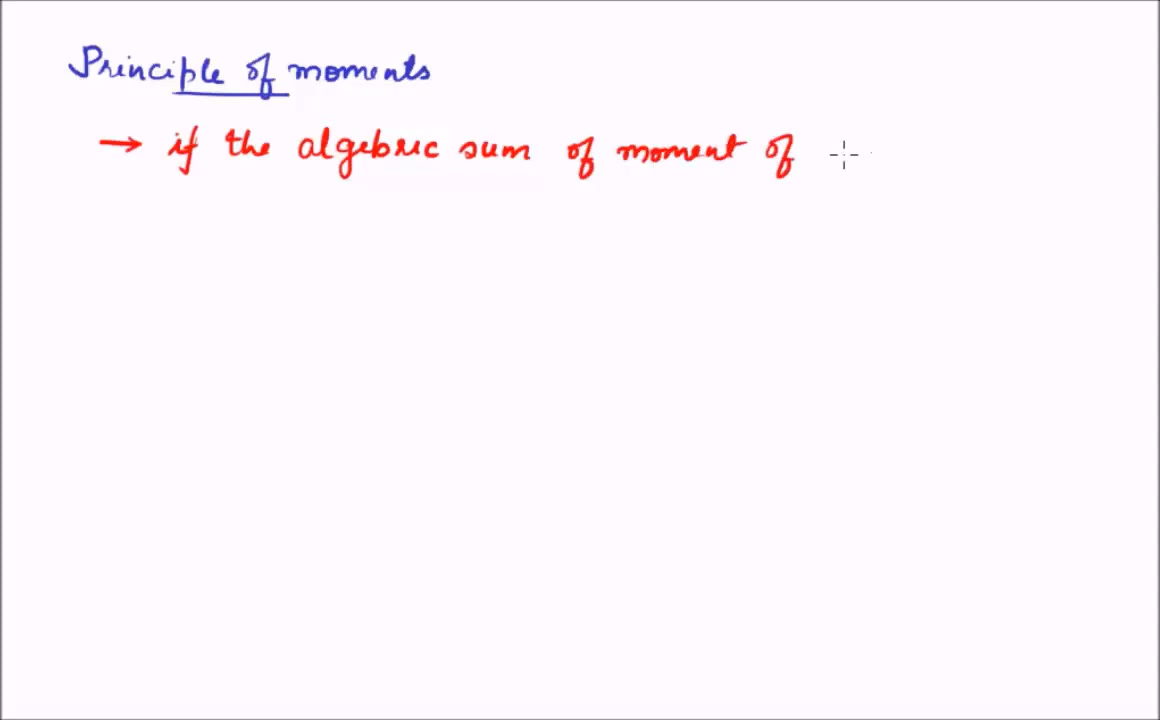 Principle of moments
→ if the algebric sum of moment of